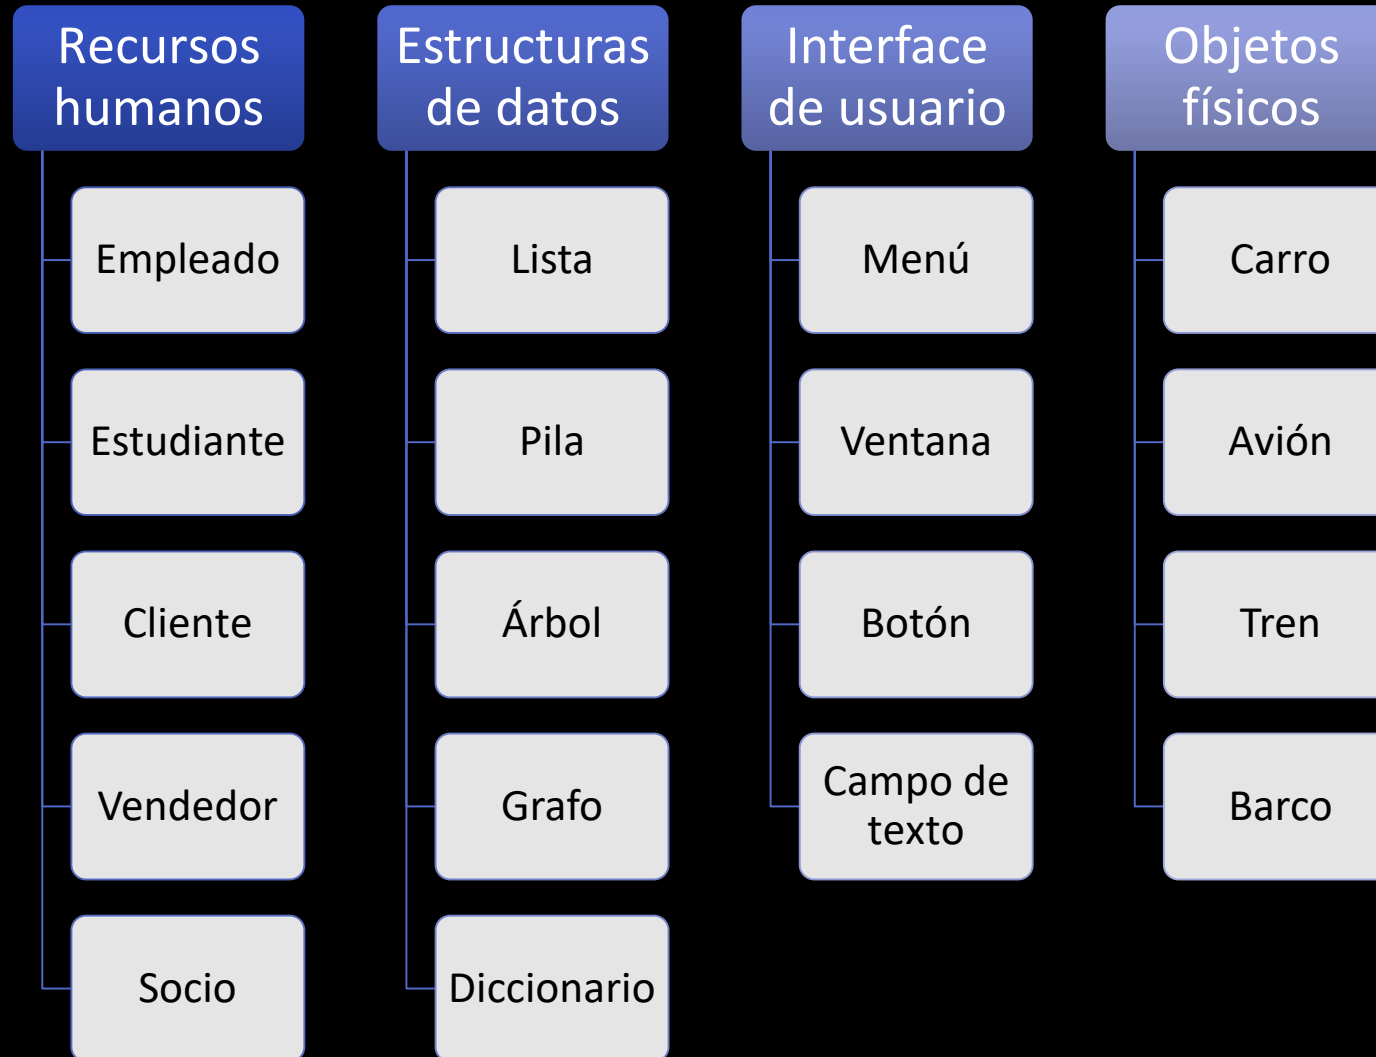 Recursos
humanos
Empleado
Estudiante
Cliente
Vendedor
Socio
Estructuras
de datos
Lista
Pila
Árbol
Grafo
Diccionario
Interface
de usuario
Menú
Ventana
Botón
Campo de
texto
Objetos
físicos
Carro
Avión
Tren
Barco